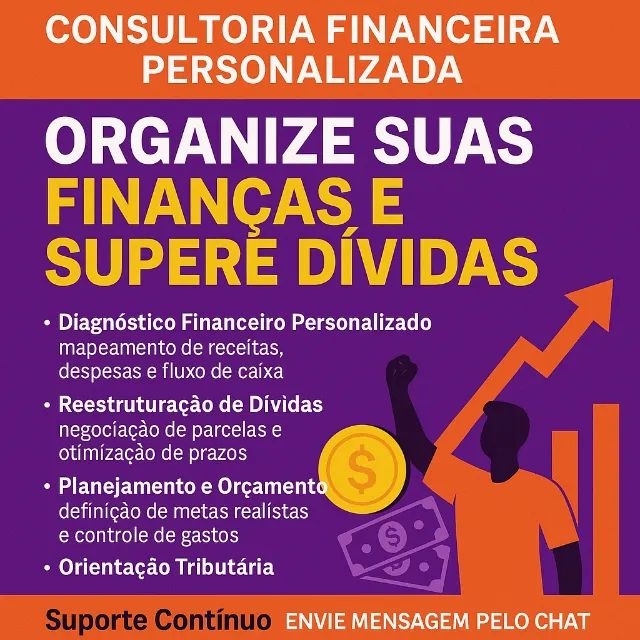 CONSULTORIA FINANCEIRA
PERSONALIZADA
ORGANIZE SUAS
FINANÇAS E
SUPERE DÍVIDAS
• Diagnóstico Financeiro Personalizado
mapeamento de receitas,
despesas e fluxo de caixa
• Reestruturação de Dívidas
negociação de parcelas e
otimização de prazos
• Planejamento e Orçamento
definição de metas realístas
e controle de gastos
• Orientação Tributária
$
$
Suporte Contínuo ENVIE MENSAGEM PELO CHAT